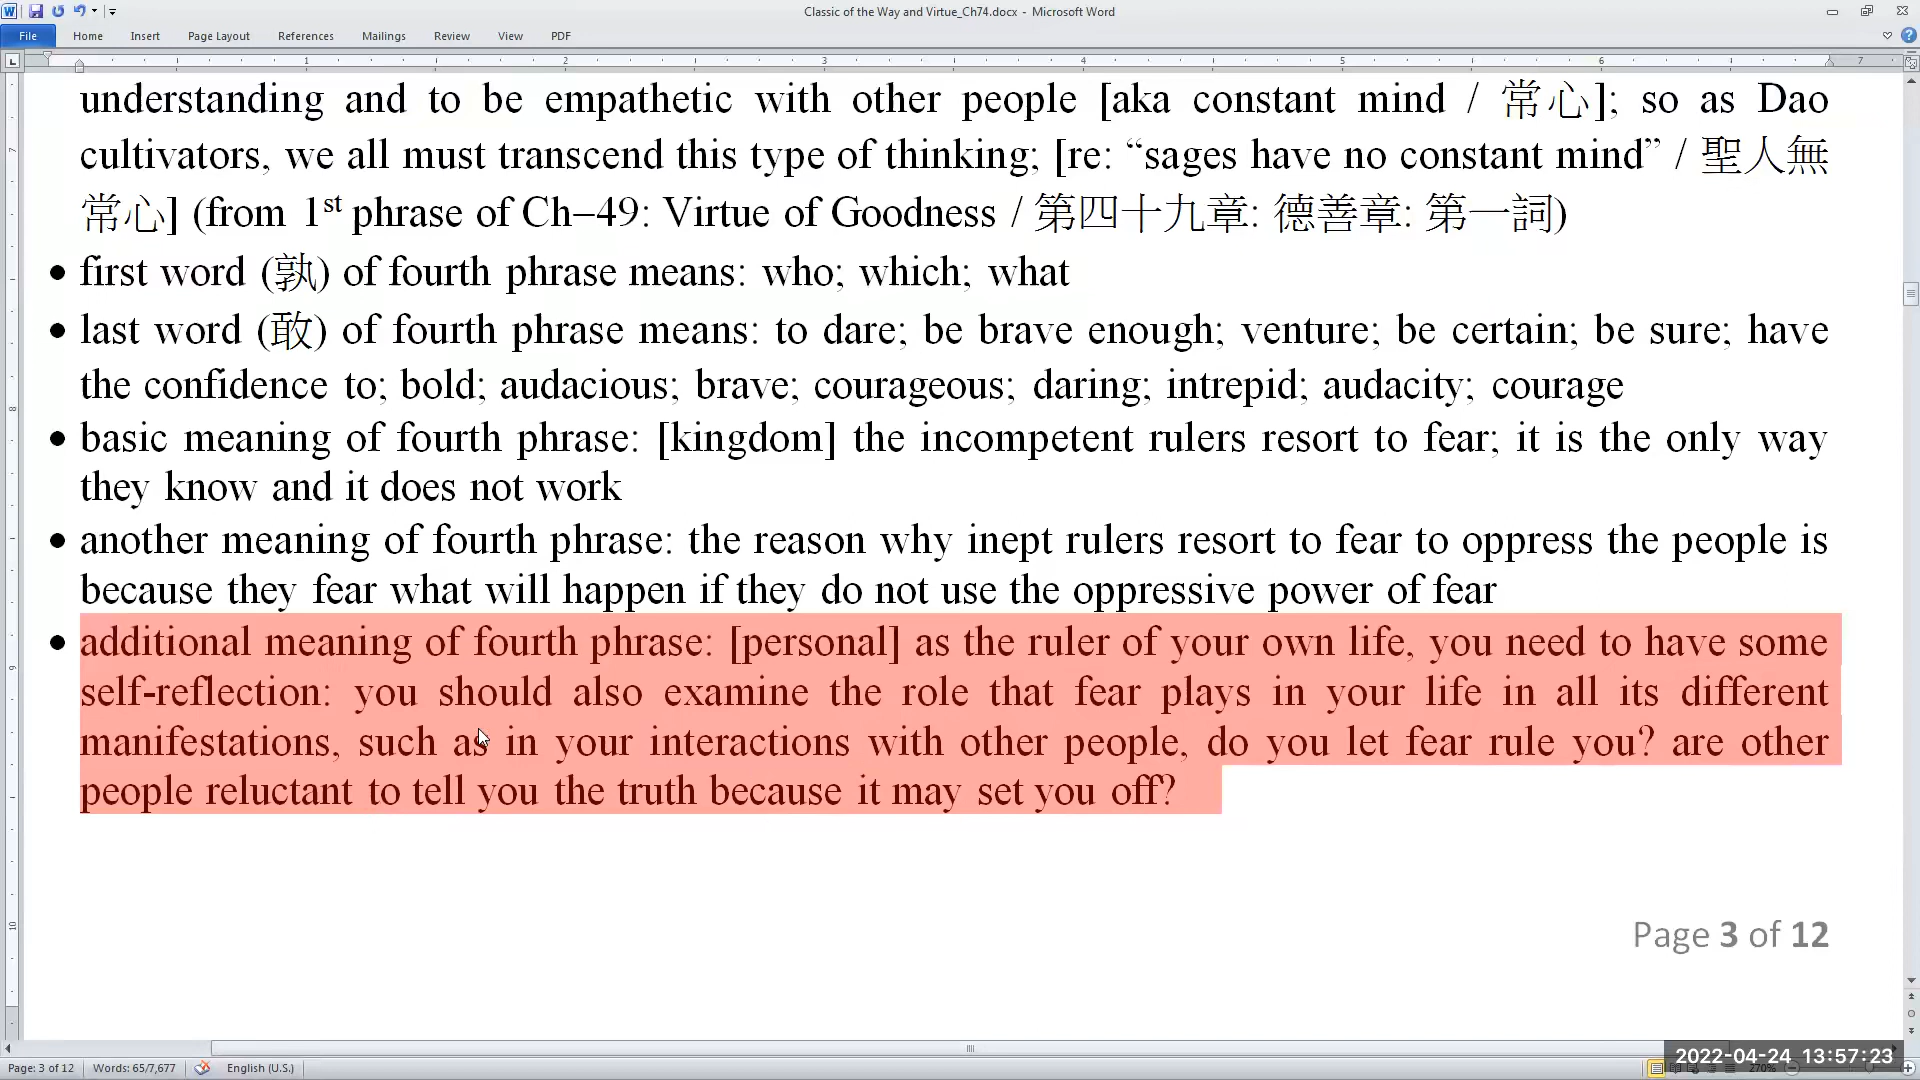 Classic of the Way and Virtue_Ch74.docx - Microsoft Word
File Home Insert Page Layout References Mailings Review View PDF
1 2 3 4 5 6 7
understanding and to be empathetic with other people [aka constant mind / 常心]; so as Dao
cultivators, we all must transcend this type of thinking; [re: “sages have no constant mind” / 聖人無
常心] (from 1st phrase of Ch–49: Virtue of Goodness / 第四十九章: 德善章: 第一詞)
• first word (孰) of fourth phrase means: who; which; what
• last word (敢) of fourth phrase means: to dare; be brave enough; venture; be certain; be sure; have
the confidence to; bold; audacious; brave; courageous; daring; intrepid; audacity; courage
• basic meaning of fourth phrase: [kingdom] the incompetent rulers resort to fear; it is the only way
they know and it does not work
• another meaning of fourth phrase: the reason why inept rulers resort to fear to oppress the people is
because they fear what will happen if they do not use the oppressive power of fear
• additional meaning of fourth phrase: [personal] as the ruler of your own life, you need to have some
self-reflection: you should also examine the role that fear plays in your life in all its different
manifestations, such as in your interactions with other people, do you let fear rule you? are other
people reluctant to tell you the truth because it may set you off?
Page 3 of 12
2022-04-24 13:57:23
Page: 3 of 12 Words: 65/7,677 English (U.S.) 270%